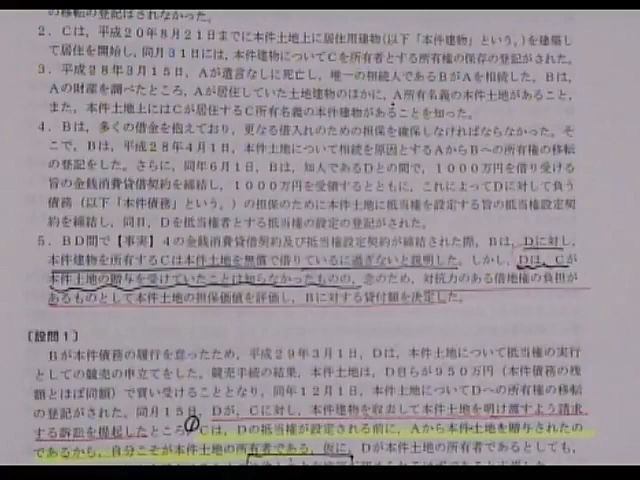 の移転の登記はされなかった。
2．Cは，平成20年8月21日までに本件土地上に居住用建物（以下「本件建物」という。）を建築し
て居住を開始し，同月31日には，本件建物についてCを所有者とする所有権の保存の登記がされた。
3．平成28年3月15日，Aが遺言なしに死亡し，唯一の相続人であるBがAを相続した。Bは，
Aの財産を調べたところ，Aが居住していた土地建物のほかに，A所有名義の本件土地があること，
また，本件土地上にはCが居住するC所有名義の本件建物があることを知った。
4．Bは，多くの借金を抱えており，更なる借入れのための担保を確保しなければならなかった。そ
こで，Bは，平成28年4月1日，本件土地について相続を原因とするAからBへの所有権の移転
の登記をした。さらに，同年6月1日，Bは，知人であるDとの間で，1000万円を借り受ける
旨の金銭消費貸借契約を締結し，1000万円を受領するとともに，これによってDに対して負う
債務（以下「本件債務」という。）の担保のために本件土地に抵当権を設定する旨の抵当権設定契
約を締結し，同日，Dを抵当権者とする抵当権の設定の登記がされた。
5．BD間で【事実】4の金銭消費貸借契約及び抵当権設定契約が締結された際，Bは，Dに対し，
本件建物を所有するCは本件土地を無償で借りているに過ぎないと説明した。しかし，Dは，Cが
本件土地の贈与を受けていたことは知らなかったものの，念のため，対抗力のある借地権の負担が
あるものとして本件土地の担保価値を評価し，Bに対する貸付額を決定した。
〔設問1〕
Bが本件債務の履行を怠ったため，平成29年3月1日，Dは，本件土地について抵当権の実行
としての競売の申立てをした。競売手続の結果，本件土地は，D自らが950万円（本件債務の残
額とほぼ同額）で買い受けることとなり，同年12月1日，本件土地についてDへの所有権の移転
の登記がされた。同月15日，Dが，Cに対し，本件建物を収去して本件土地を明け渡すよう請求
する訴訟を提起したところ，①Cは，Dの抵当権が設定される前に，Aから本件土地を贈与されたの
であるから，自分こそが本件土地の所有者である，仮に，Dが本件土地の所有者であるとしても，